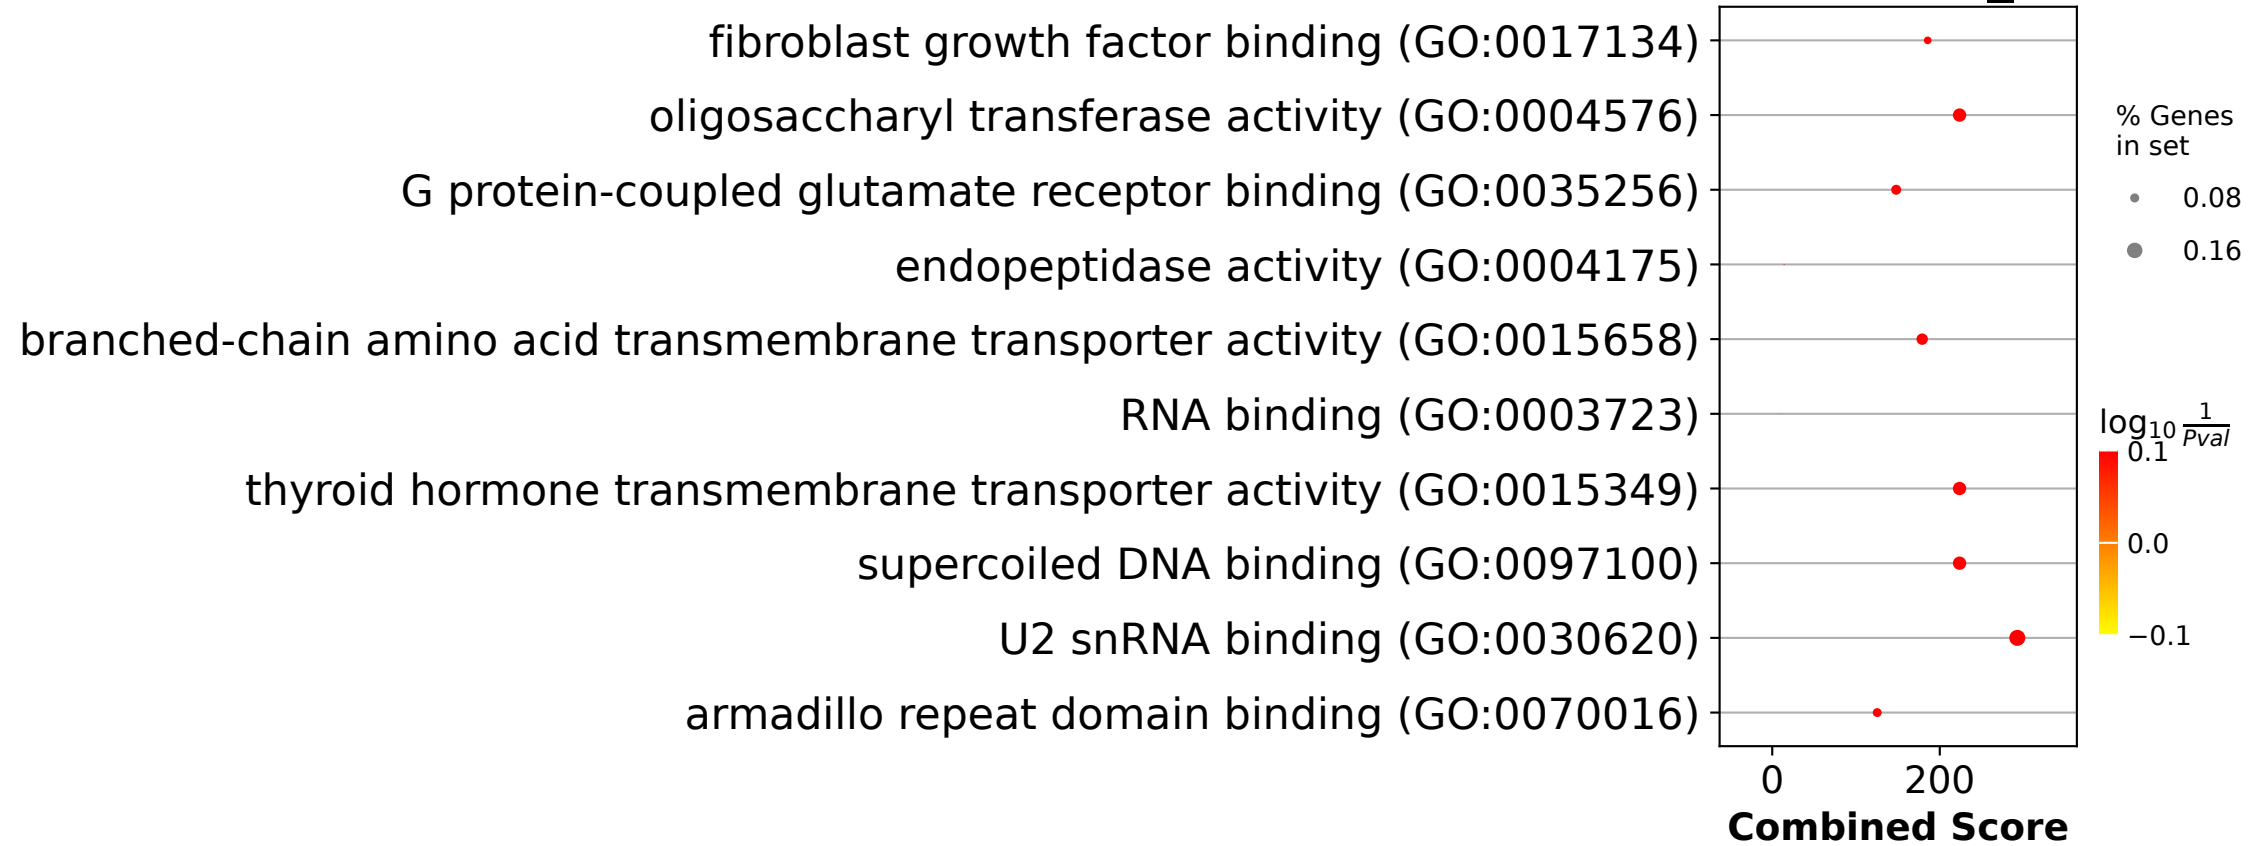 fibroblast growth factor binding (GO:0017134)
oligosaccharyl transferase activity (GO:0004576)
G protein-coupled glutamate receptor binding (GO:0035256)
endopeptidase activity (GO:0004175)
branched-chain amino acid transmembrane transporter activity (GO:0015658)
RNA binding (GO:0003723)
thyroid hormone transmembrane transporter activity (GO:0015349)
supercoiled DNA binding (GO:0097100)
U2 snRNA binding (GO:0030620)
armadillo repeat domain binding (GO:0070016)
0 200
Combined Score
% Genes
in set
0.08
0.16
log₁₀ 1/Pval
0.1
0.0
−0.1